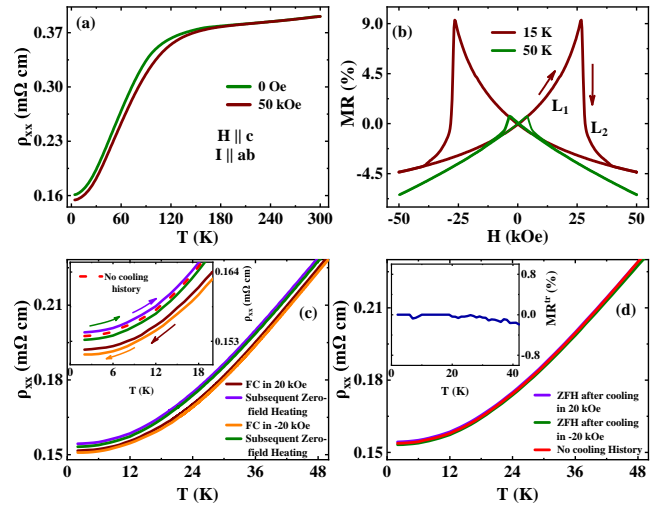 (a)
ρxx (mΩ cm)
0.37
0.30
0.23
0.16
0 Oe
50 kOe
H || c
I || ab
0 60 120 180 240 300
T (K)
(b)
MR (%)
9.0
4.5
0.0
-4.5
15 K
50 K
L1
L2
-50 -25 0 25 50
H (kOe)
(c)
ρxx (mΩ cm)
0.21
0.18
0.15
No cooling
history
0.164
0.153
ρxx (mΩ cm)
6 12 18
T (K)
FC in 20 kOe
Subsequent Zero-
field Heating
FC in -20 kOe
Subsequent Zero-
field Heating
0 12 24 36 48
T (K)
(d)
ρxx (mΩ cm)
0.21
0.18
0.15
0.8
0.0
-0.8
MRtr (%)
0 20 40
T (K)
ZFH after cooling
in 20 kOe
ZFH after cooling
in -20 kOe
No cooling History
0 12 24 36 48
T (K)